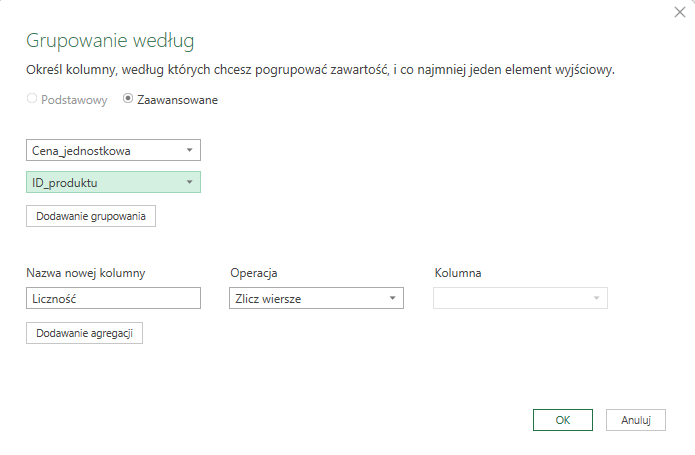 Grupowanie według
Określ kolumny, według których chcesz pogrupować zawartość, i co najmniej jeden element wyjściowy.
Podstawowy Zaawansowane
Cena_jednostkowa
ID_produktu
Dodawanie grupowania
Nazwa nowej kolumny Operacja Kolumna
Liczność Zlicz wiersze
Dodawanie agregacji
OK Anuluj